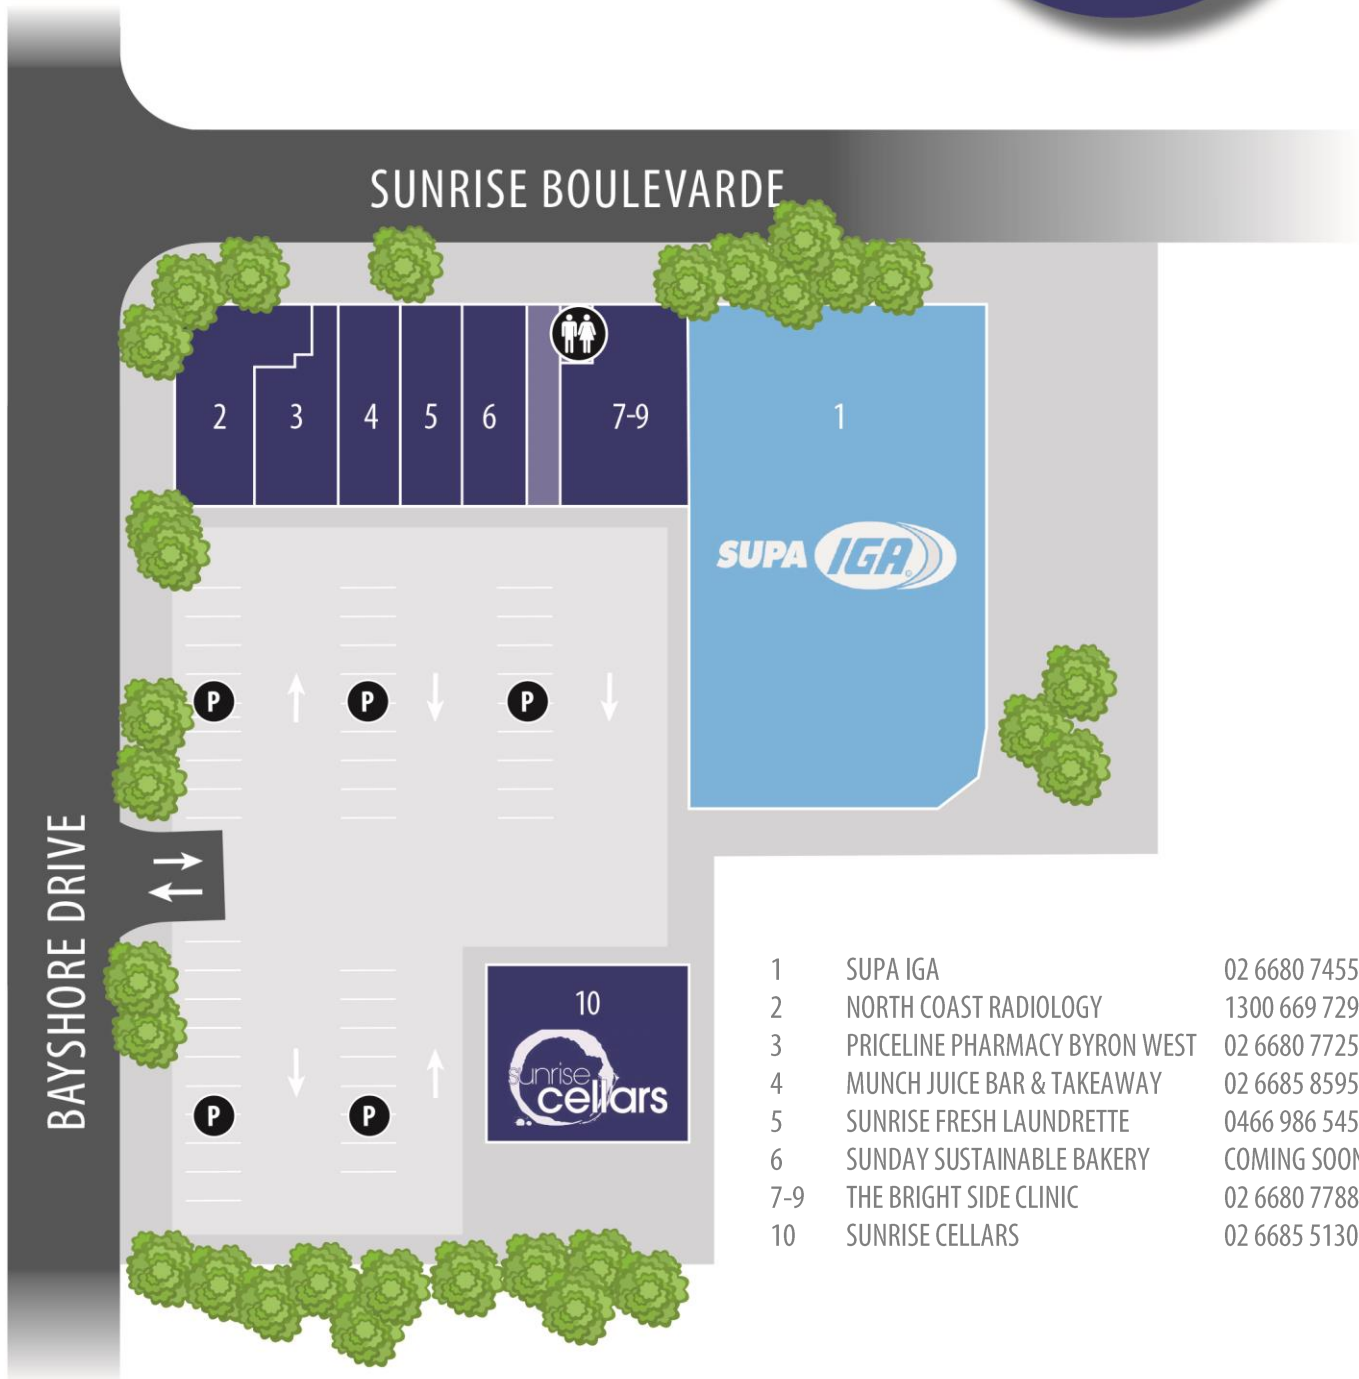 SUNRISE BOULEVARDE
2 3 4 5 6 7-9 1
SUPA IGA
P P P
BAYSHORE DRIVE
10
sunrise
cellars
P P
1 SUPA IGA 02 6680 7455
2 NORTH COAST RADIOLOGY 1300 669 729
3 PRICELINE PHARMACY BYRON WEST 02 6680 7725
4 MUNCH JUICE BAR & TAKEAWAY 02 6685 8595
5 SUNRISE FRESH LAUNDRETTE 0466 986 545
6 SUNDAY SUSTAINABLE BAKERY COMING SOON
7-9 THE BRIGHT SIDE CLINIC 02 6680 7788
10 SUNRISE CELLARS 02 6685 5130